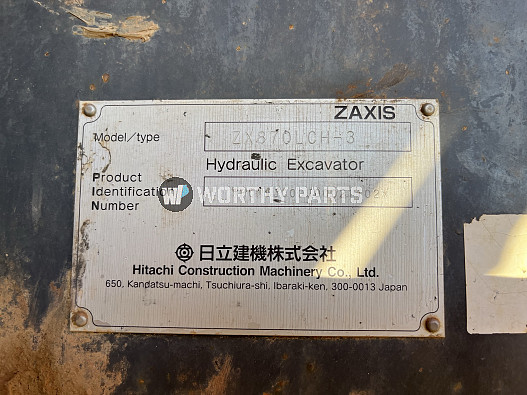 ZAXIS
Model/type ZX870LCH-3
Hydraulic Excavator
Product
Identification
Number
WORTHY PARTS
日立建機株式会社
Hitachi Construction Machinery Co., Ltd.
650, Kandatsu-machi, Tsuchiura-shi, Ibaraki-ken, 300-0013 Japan